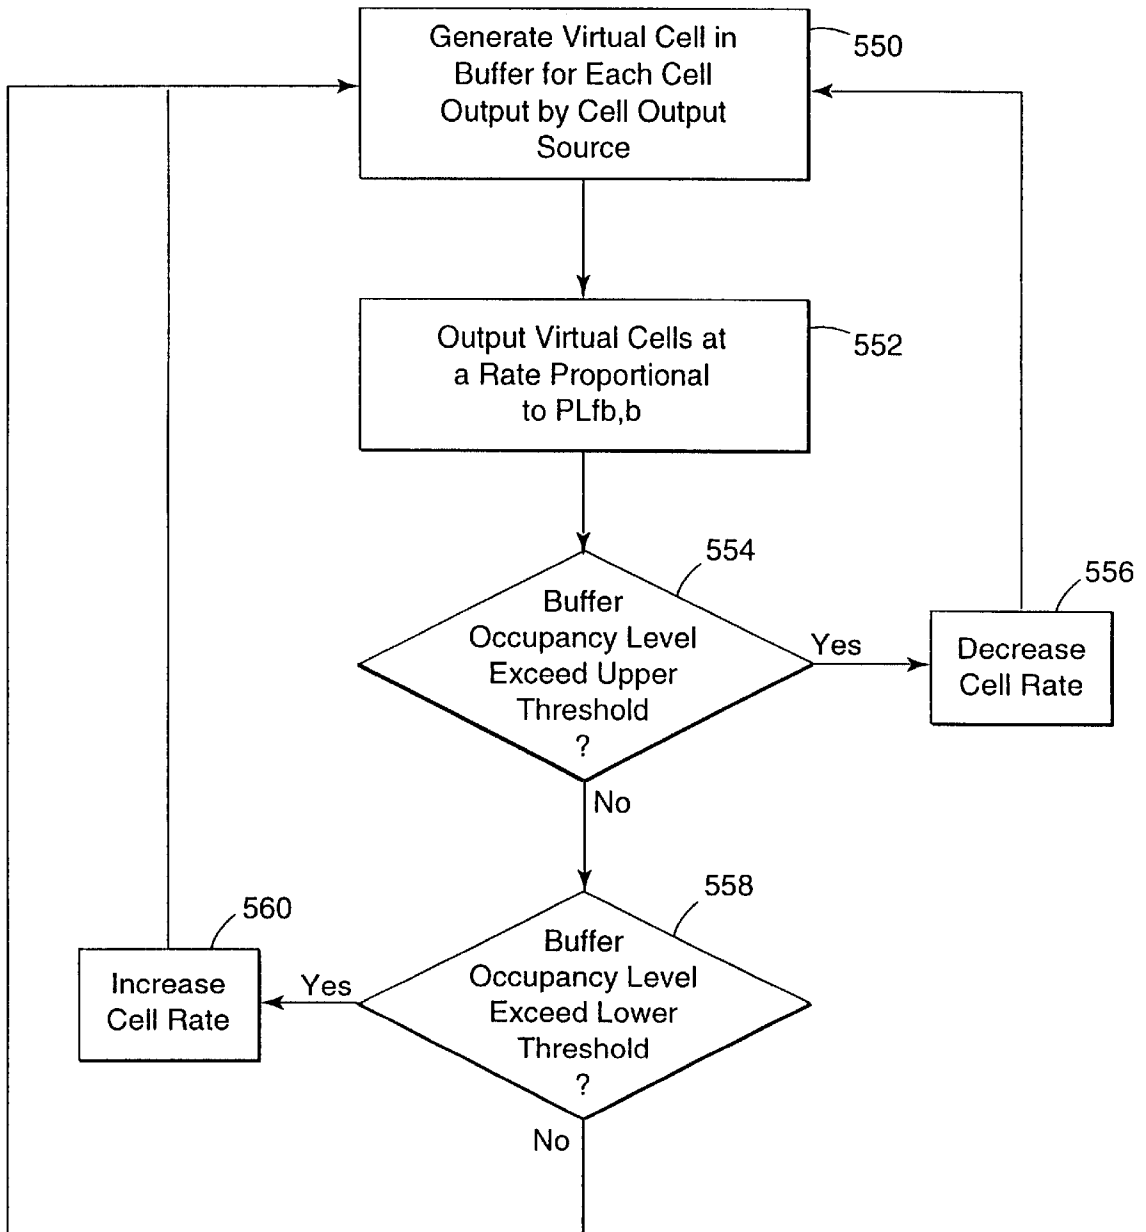 Generate Virtual Cell in
Buffer for Each Cell
Output by Cell Output
Source
550
Output Virtual Cells at
a Rate Proportional
to PLfb,b
552
554
Buffer
Occupancy Level
Exceed Upper
Threshold
?
Yes
556
Decrease
Cell Rate
No
558
Buffer
Occupancy Level
Exceed Lower
Threshold
?
Yes
560
Increase
Cell Rate
No